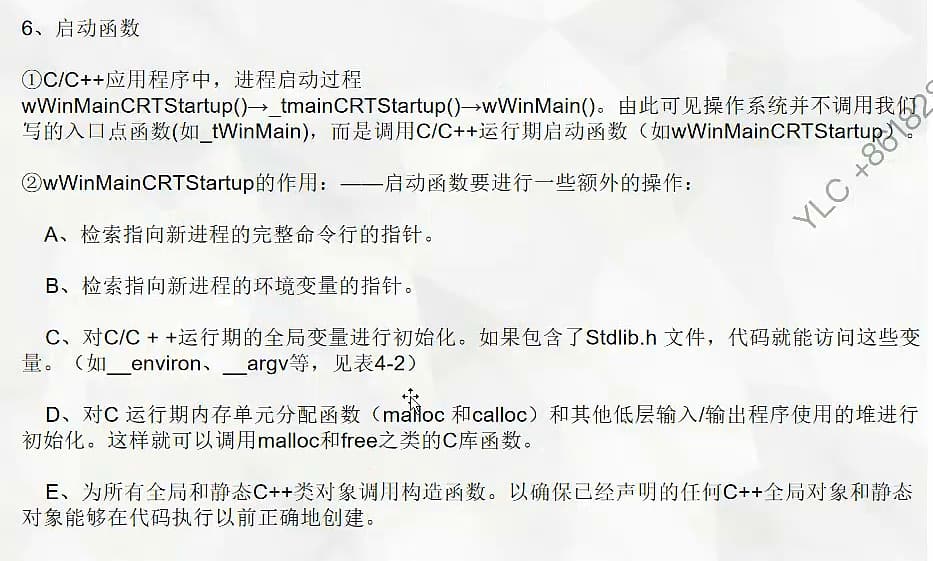 6、启动函数
①C/C++应用程序中，进程启动过程
wWinMainCRTStartup()→_tmainCRTStartup()→wWinMain()。由此可见操作系统并不调用我们
写的入口点函数(如_tWinMain)，而是调用C/C++运行期启动函数（如wWinMainCRTStartup）。
②wWinMainCRTStartup的作用：——启动函数要进行一些额外的操作：
A、检索指向新进程的完整命令行的指针。
B、检索指向新进程的环境变量的指针。
C、对C/C + +运行期的全局变量进行初始化。如果包含了Stdlib.h 文件，代码就能访问这些变
量。（如__environ、__argv等，见表4-2）
D、对C 运行期内存单元分配函数（malloc 和calloc）和其他低层输入/输出程序使用的堆进行
初始化。这样就可以调用malloc和free之类的C库函数。
E、为所有全局和静态C++类对象调用构造函数。以确保已经声明的任何C++全局对象和静态
对象能够在代码执行以前正确地创建。
YLC